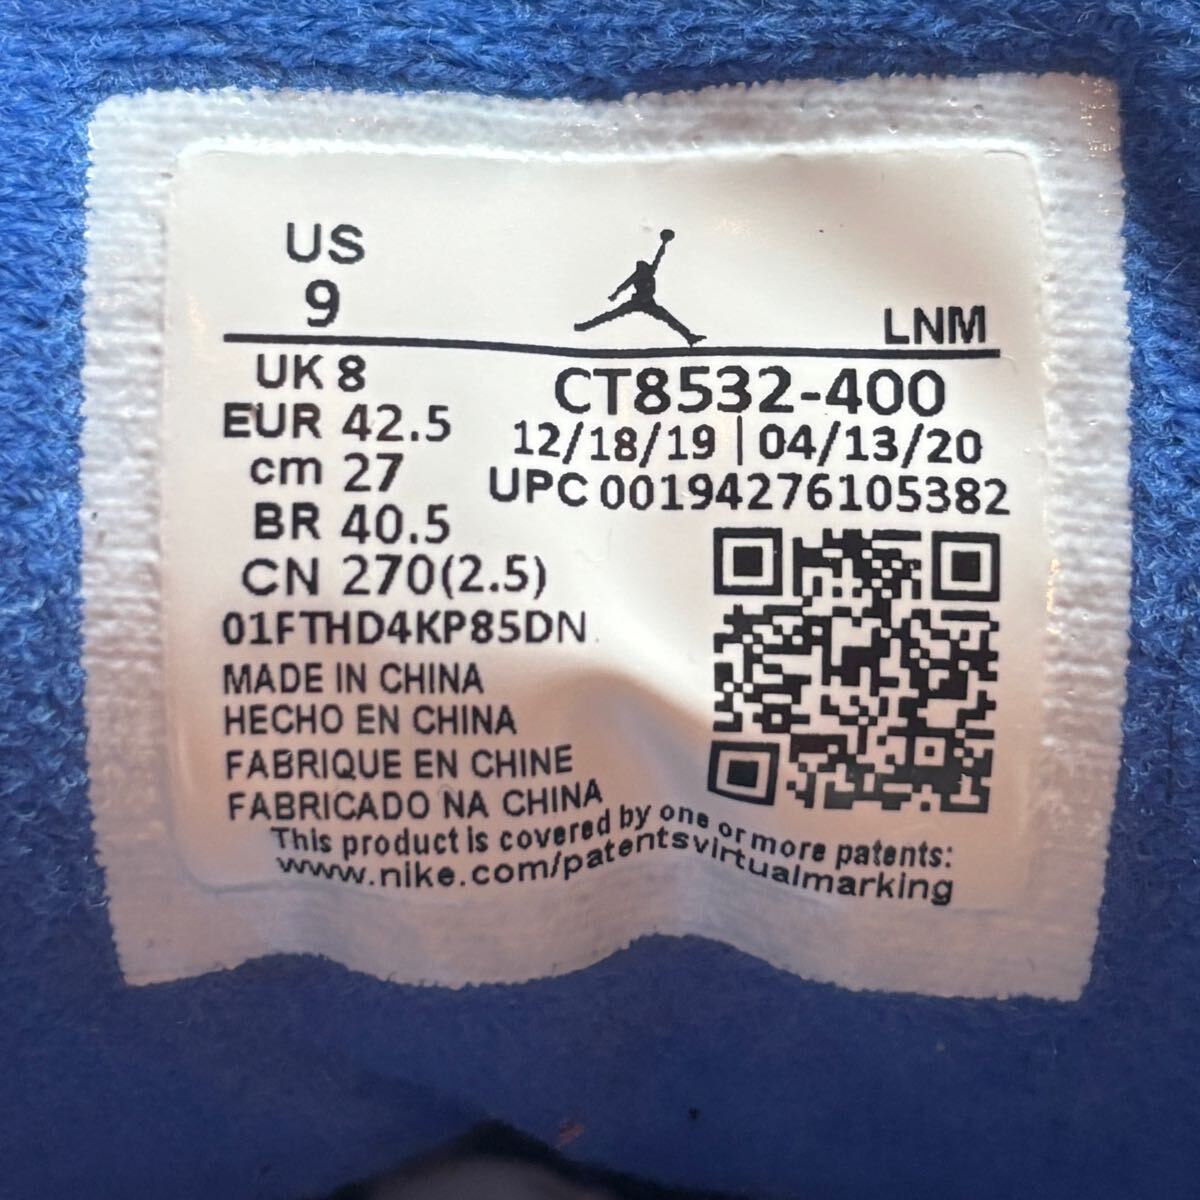 US
9
LNM
UK 8
EUR 42.5
cm 27
BR 40.5
CN 270(2.5)
CT8532-400
12/18/19 | 04/13/20
UPC 00194276105382
01FTHD4KP85DN
MADE IN CHINA
HECHO EN CHINA
FABRIQUE EN CHINE
FABRICADO NA CHINA
This product is covered by one or more patents:
www.nike.com/patentsvirtualmarking